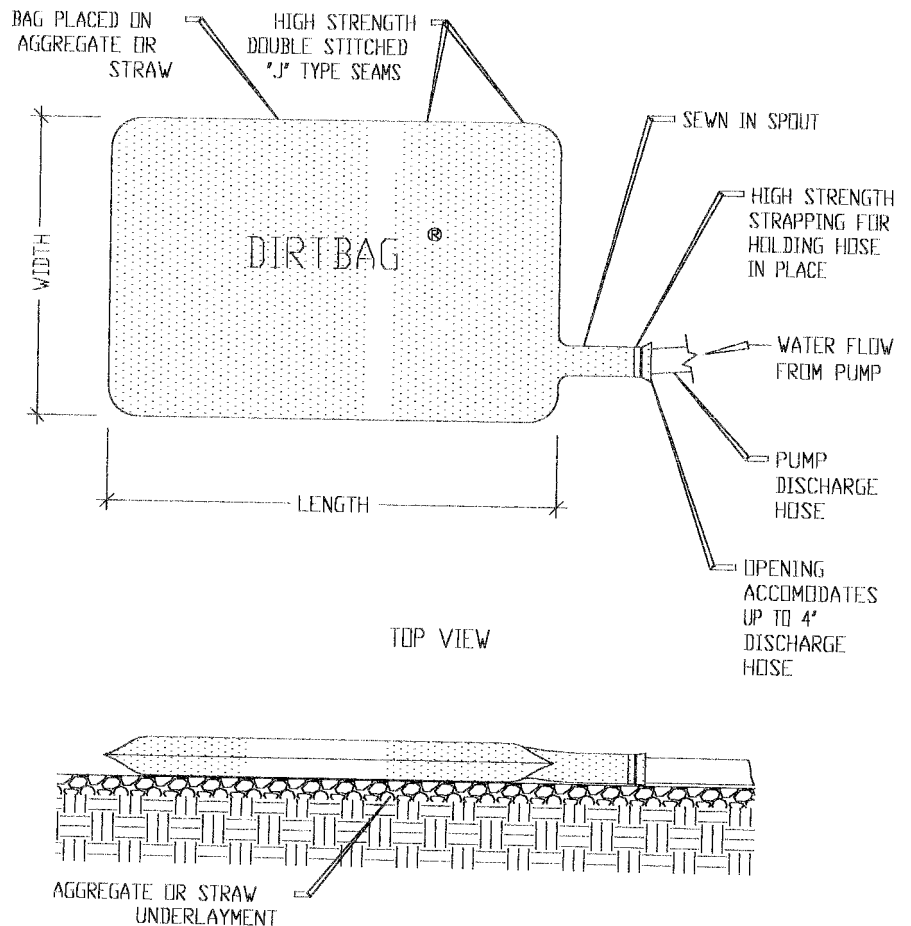 BAG PLACED ON
AGGREGATE OR
STRAW
HIGH STRENGTH
DOUBLE STITCHED
"J" TYPE SEAMS
SEWN IN SPOUT
HIGH STRENGTH
STRAPPING FOR
HOLDING HOSE
IN PLACE
WIDTH
DIRTBAG ®
WATER FLOW
FROM PUMP
PUMP
DISCHARGE
HOSE
LENGTH
OPENING
ACCOMODATES
UP TO 4"
DISCHARGE
HOSE
TOP VIEW
AGGREGATE OR STRAW
UNDERLAYMENT